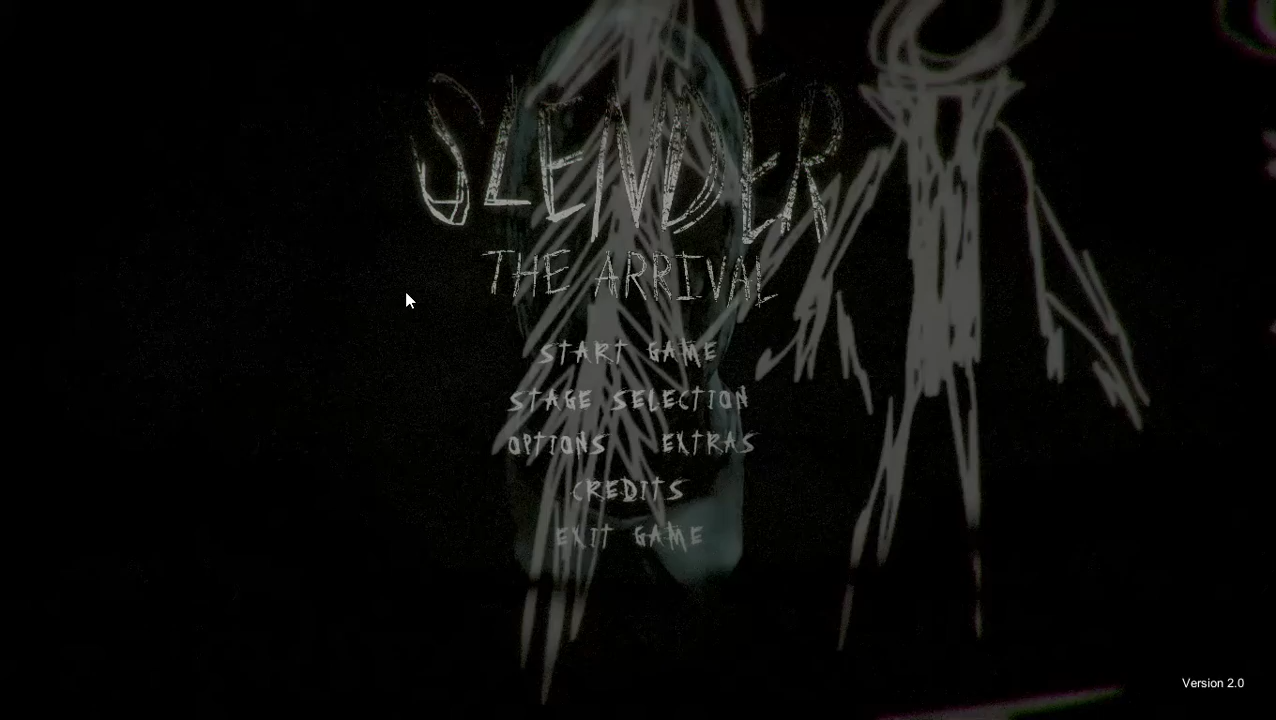 SLENDER
THE ARRIVAL
START GAME
STAGE SELECTION
OPTIONS EXTRAS
CREDITS
EXIT GAME
Version 2.0